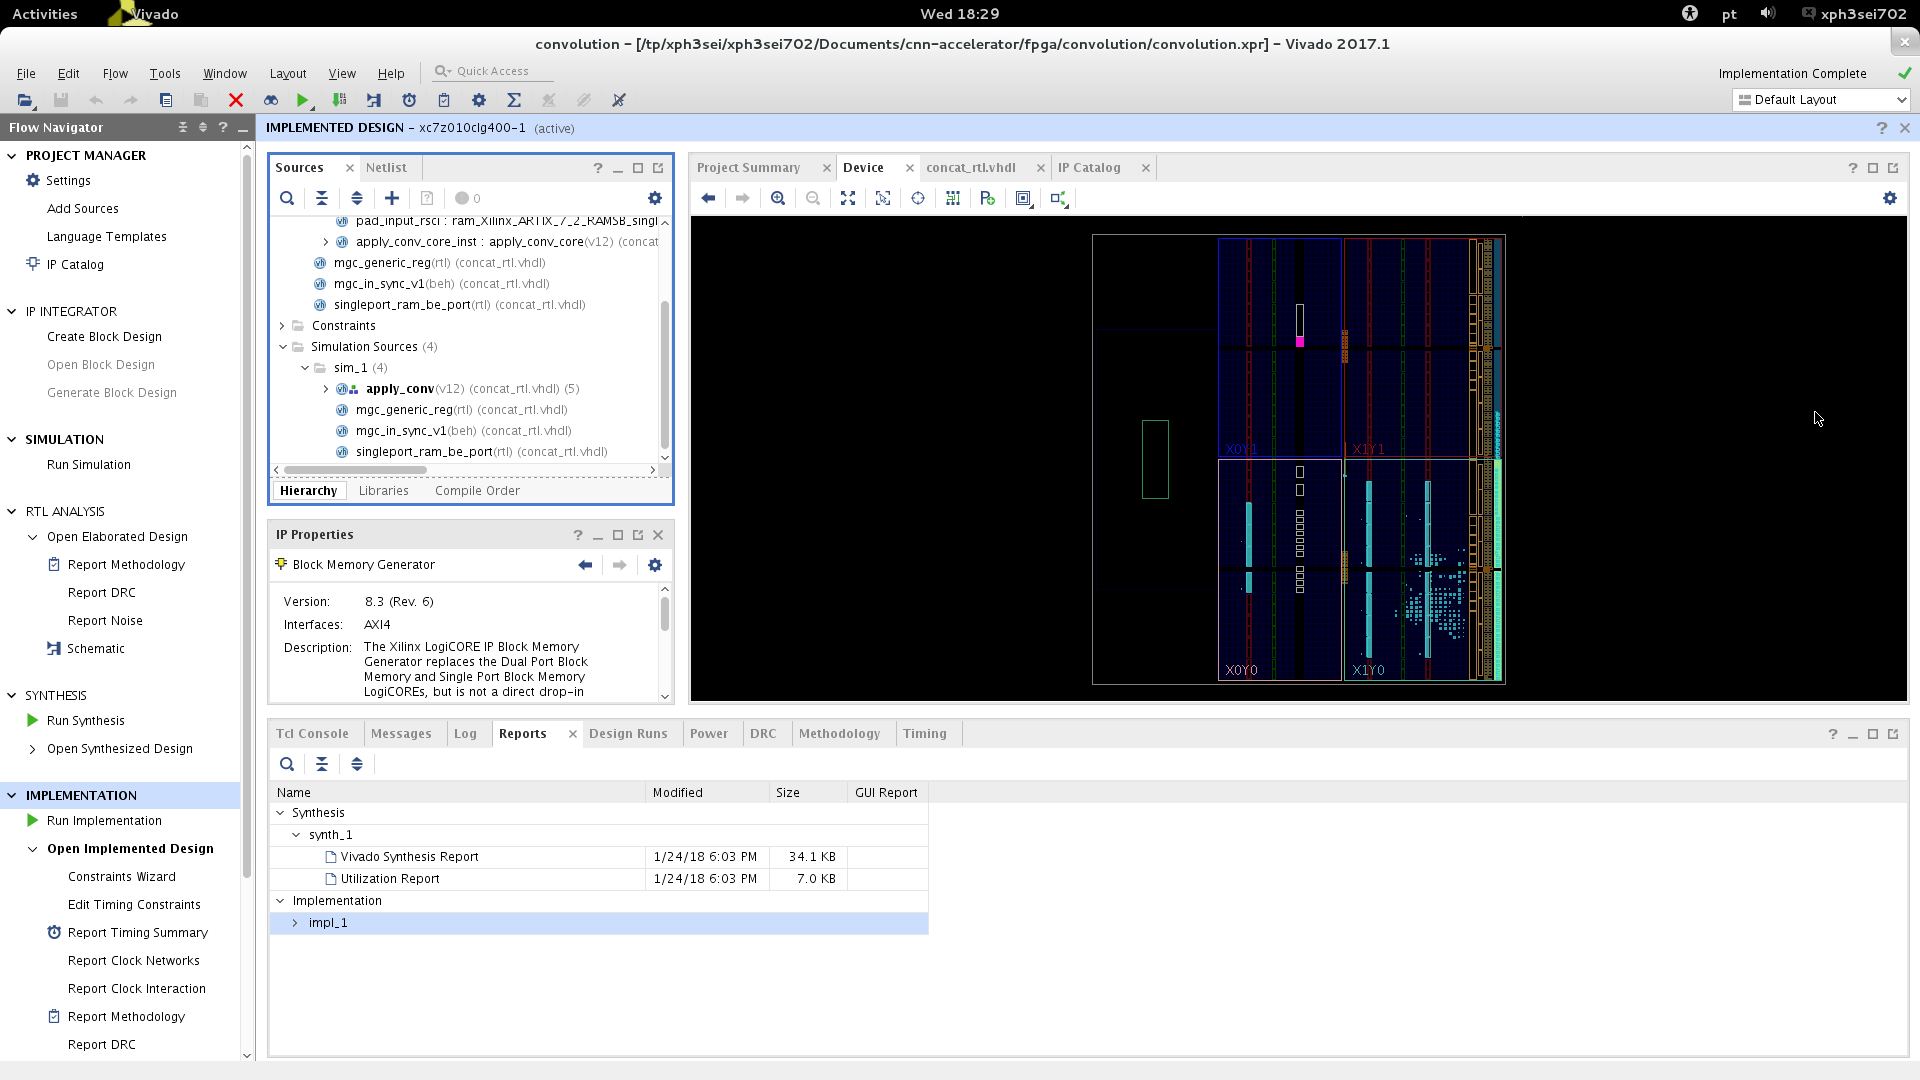 Activities
Vivado
Wed 18:29
pt
xph3sei702
convolution - [/tp/xph3sei/xph3sei702/Documents/cnn-accelerator/fpga/convolution/convolution.xpr] - Vivado 2017.1
File Edit Flow Tools Window Layout View Help
Quick Access
Implementation Complete
Default Layout
Flow Navigator
PROJECT MANAGER
Settings
Add Sources
Language Templates
IP Catalog
IP INTEGRATOR
Create Block Design
Open Block Design
Generate Block Design
SIMULATION
Run Simulation
RTL ANALYSIS
Open Elaborated Design
Report Methodology
Report DRC
Report Noise
Schematic
SYNTHESIS
Run Synthesis
Open Synthesized Design
IMPLEMENTATION
Run Implementation
Open Implemented Design
Constraints Wizard
Edit Timing Constraints
Report Timing Summary
Report Clock Networks
Report Clock Interaction
Report Methodology
Report DRC
IMPLEMENTED DESIGN - xc7z010clg400-1 (active)
Sources Netlist
0
pad_input_rsci : ram_Xilinx_ARTIX_7_2_RAMSB_singl
apply_conv_core_inst : apply_conv_core(v12) (concat
mgc_generic_reg(rtl) (concat_rtl.vhdl)
mgc_in_sync_v1(beh) (concat_rtl.vhdl)
singleport_ram_be_port(rtl) (concat_rtl.vhdl)
Constraints
Simulation Sources (4)
sim_1 (4)
apply_conv(v12) (concat_rtl.vhdl) (5)
mgc_generic_reg(rtl) (concat_rtl.vhdl)
mgc_in_sync_v1(beh) (concat_rtl.vhdl)
singleport_ram_be_port(rtl) (concat_rtl.vhdl)
Hierarchy Libraries Compile Order
IP Properties
Block Memory Generator
Version: 8.3 (Rev. 6)
Interfaces: AXI4
Description: The Xilinx LogiCORE IP Block Memory
Generator replaces the Dual Port Block
Memory and Single Port Block Memory
LogiCOREs, but is not a direct drop-in
Project Summary Device concat_rtl.vhdl IP Catalog
X0Y1 X1Y1
X0Y0 X1Y0
Tcl Console Messages Log Reports Design Runs Power DRC Methodology Timing
Name Modified Size GUI Report
Synthesis
synth_1
Vivado Synthesis Report 1/24/18 6:03 PM 34.1 KB
Utilization Report 1/24/18 6:03 PM 7.0 KB
Implementation
impl_1